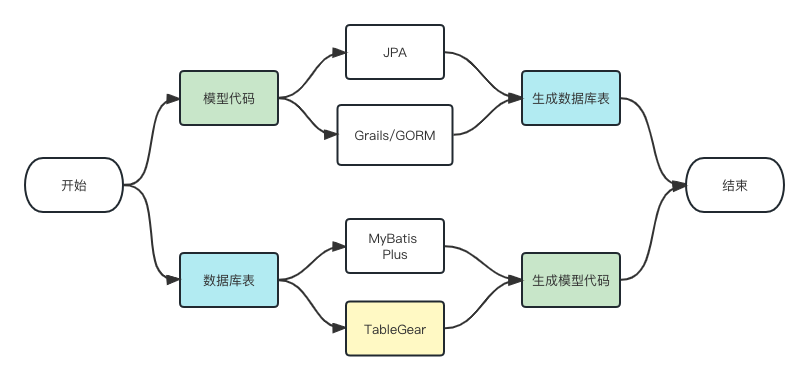 开始
模型代码
JPA
Grails/GORM
生成数据库表
数据库表
MyBatis
Plus
TableGear
生成模型代码
结束